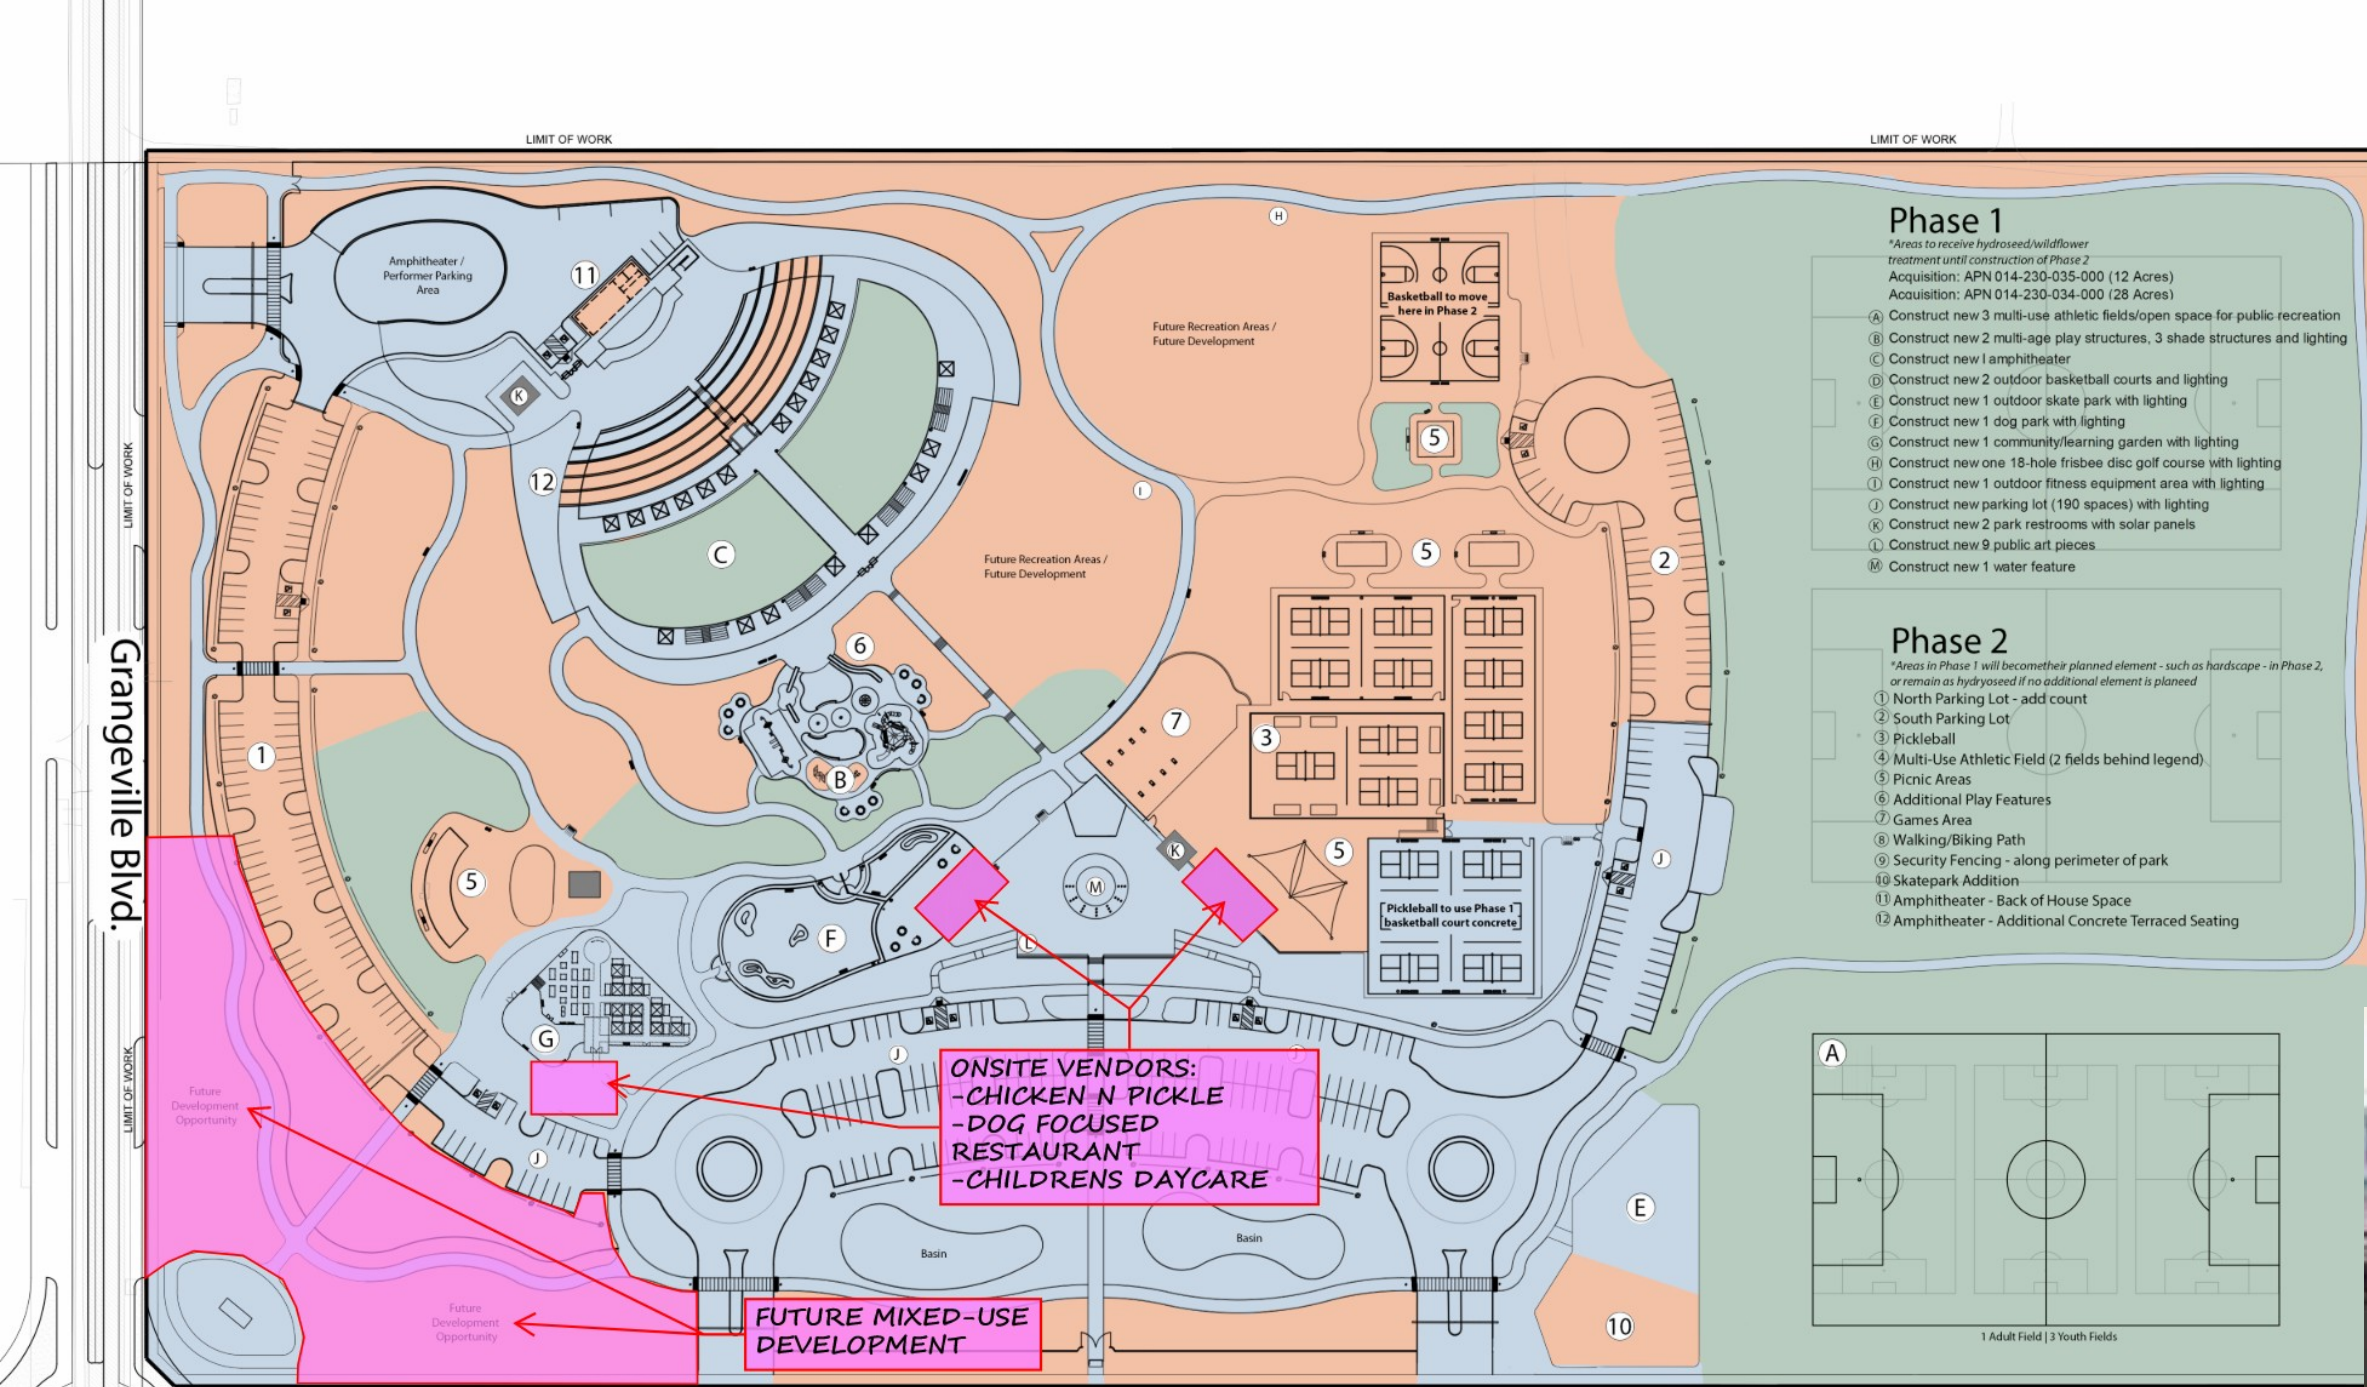 LIMIT OF WORK
LIMIT OF WORK
Phase 1
*Areas to receive hydroseed/wildflower
treatment until construction of Phase 2
Acquisition: APN 014-230-035-000 (12 Acres)
Acquisition: APN 014-230-034-000 (28 Acres)
A Construct new 3 multi-use athletic fields/open space for public recreation
B Construct new 2 multi-age play structures, 3 shade structures and lighting
C Construct new I amphitheater
D Construct new 2 outdoor basketball courts and lighting
E Construct new 1 outdoor skate park with lighting
F Construct new 1 dog park with lighting
G Construct new 1 community/learning garden with lighting
H Construct new one 18-hole frisbee disc golf course with lighting
I Construct new 1 outdoor fitness equipment area with lighting
J Construct new parking lot (190 spaces) with lighting
K Construct new 2 park restrooms with solar panels
L Construct new 9 public art pieces
M Construct new 1 water feature
Phase 2
*Areas in Phase 1 will becometheir planned element - such as hardscape - in Phase 2,
or remain as hydryoseed if no additional element is planeed
1 North Parking Lot - add count
2 South Parking Lot
3 Pickleball
4 Multi-Use Athletic Field (2 fields behind legend)
5 Picnic Areas
6 Additional Play Features
7 Games Area
8 Walking/Biking Path
9 Security Fencing - along perimeter of park
10 Skatepark Addition
11 Amphitheater - Back of House Space
12 Amphitheater - Additional Concrete Terraced Seating
H
Amphitheater /
Performer Parking
Area
11
K
Basketball to move
here in Phase 2
Future Recreation Areas /
Future Development
5
12
I
LIMIT OF WORK
C
Future Recreation Areas /
Future Development
5
2
6
Grangeville Blvd.
7
3
1
B
K
5
J
M
5
F
Pickleball to use Phase 1
basketball court concrete
L
G
J
J
A
ONSITE VENDORS:
-CHICKEN N PICKLE
-DOG FOCUSED
RESTAURANT
-CHILDRENS DAYCARE
LIMIT OF WORK
Future
Development
Opportunity
J
E
Basin
Basin
Future
Development
Opportunity
FUTURE MIXED-USE
DEVELOPMENT
10
1 Adult Field | 3 Youth Fields